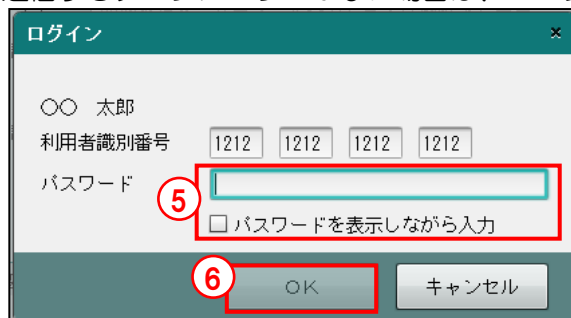 ログイン ×
○○ 太郎
利用者識別番号 1212 1212 1212 1212
パスワード
⑤
パスワードを表示しながら入力
⑥
OK キャンセル